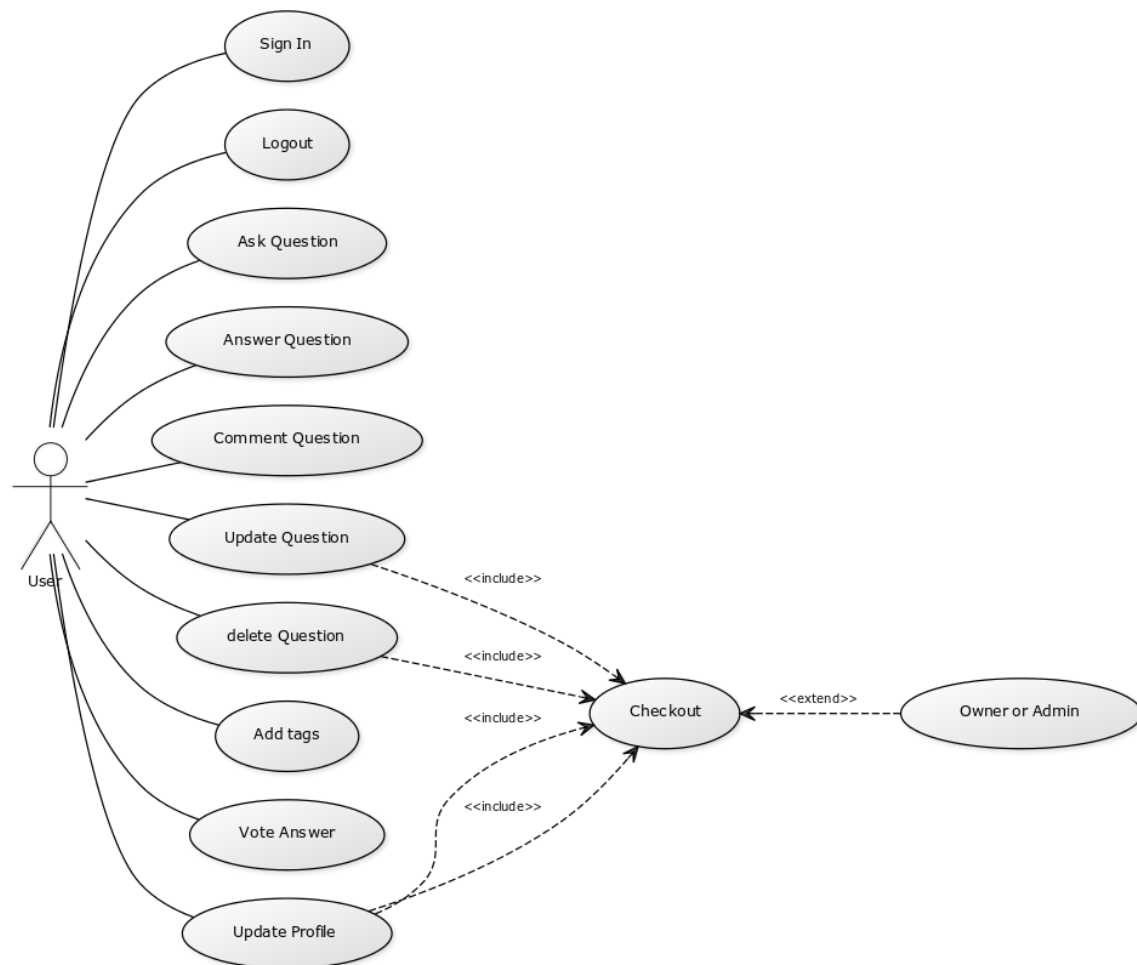 Sign In
Logout
Ask Question
Answer Question
Comment Question
User
Update Question
<<include>>
delete Question
<<include>>
Add tags
<<include>>
Checkout
<<extend>>
Owner or Admin
Vote Answer
<<include>>
Update Profile